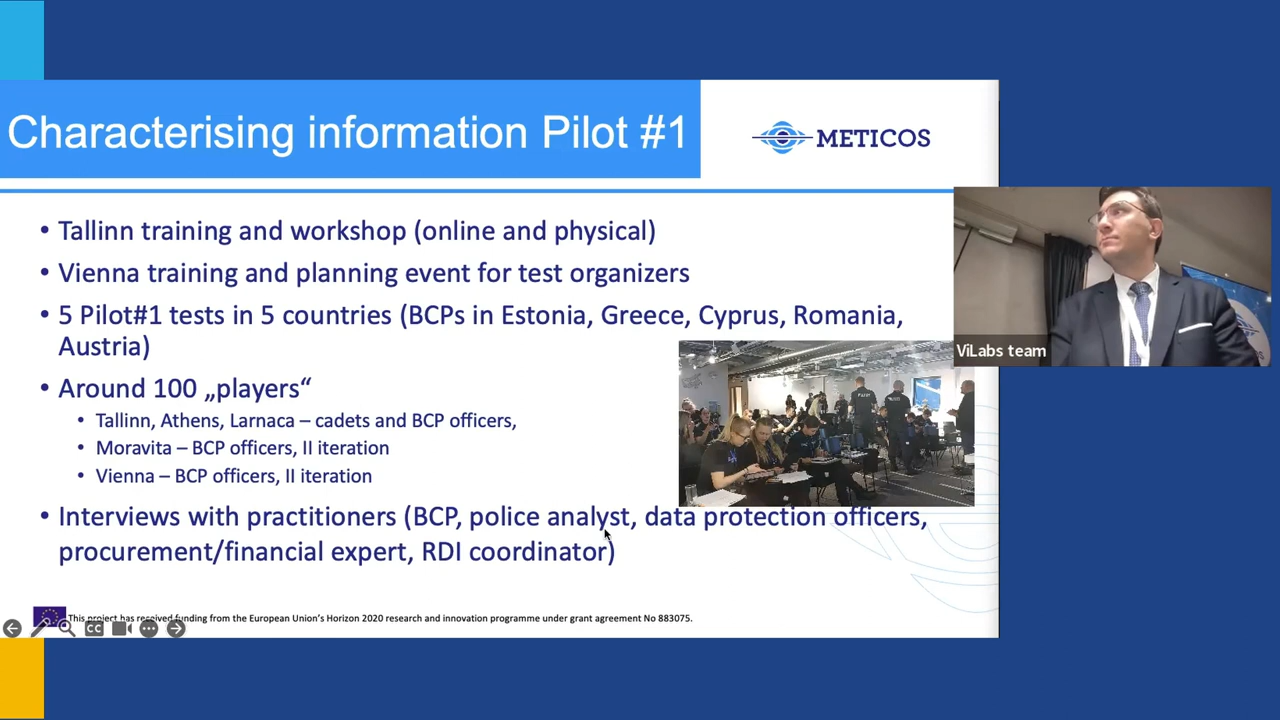 Characterising information Pilot #1
METICOS
• Tallinn training and workshop (online and physical)
• Vienna training and planning event for test organizers
• 5 Pilot#1 tests in 5 countries (BCPs in Estonia, Greece, Cyprus, Romania,
Austria)
• Around 100 „players“
• Tallinn, Athens, Larnaca – cadets and BCP officers,
• Moravita – BCP officers, II iteration
• Vienna – BCP officers, II iteration
• Interviews with practitioners (BCP, police analyst, data protection officers,
procurement/financial expert, RDI coordinator)
This project has received funding from the European Union’s Horizon 2020 research and innovation programme under grant agreement No 883075.
CC
ViLabs team